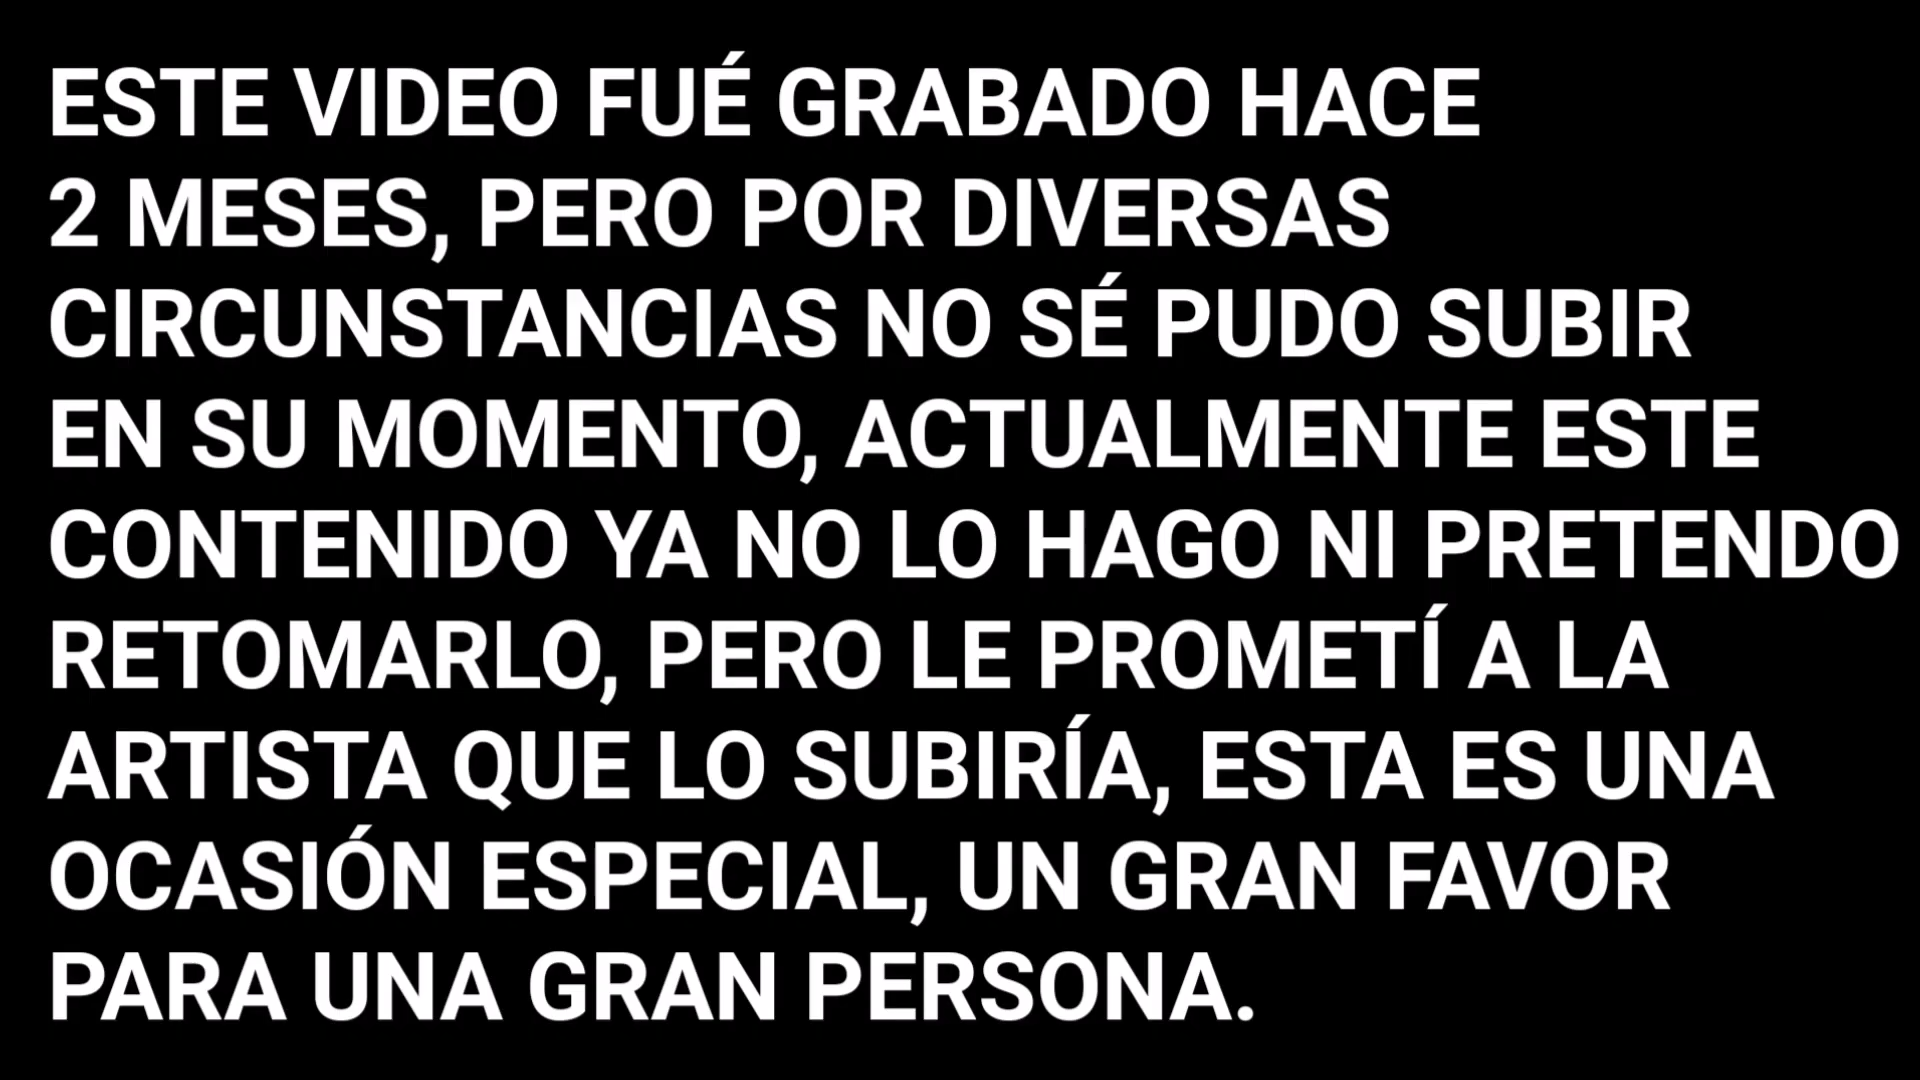 ESTE VIDEO FUÉ GRABADO HACE
2 MESES, PERO POR DIVERSAS
CIRCUNSTANCIAS NO SÉ PUDO SUBIR
EN SU MOMENTO, ACTUALMENTE ESTE
CONTENIDO YA NO LO HAGO NI PRETENDO
RETOMARLO, PERO LE PROMETÍ A LA
ARTISTA QUE LO SUBIRÍA, ESTA ES UNA
OCASIÓN ESPECIAL, UN GRAN FAVOR
PARA UNA GRAN PERSONA.